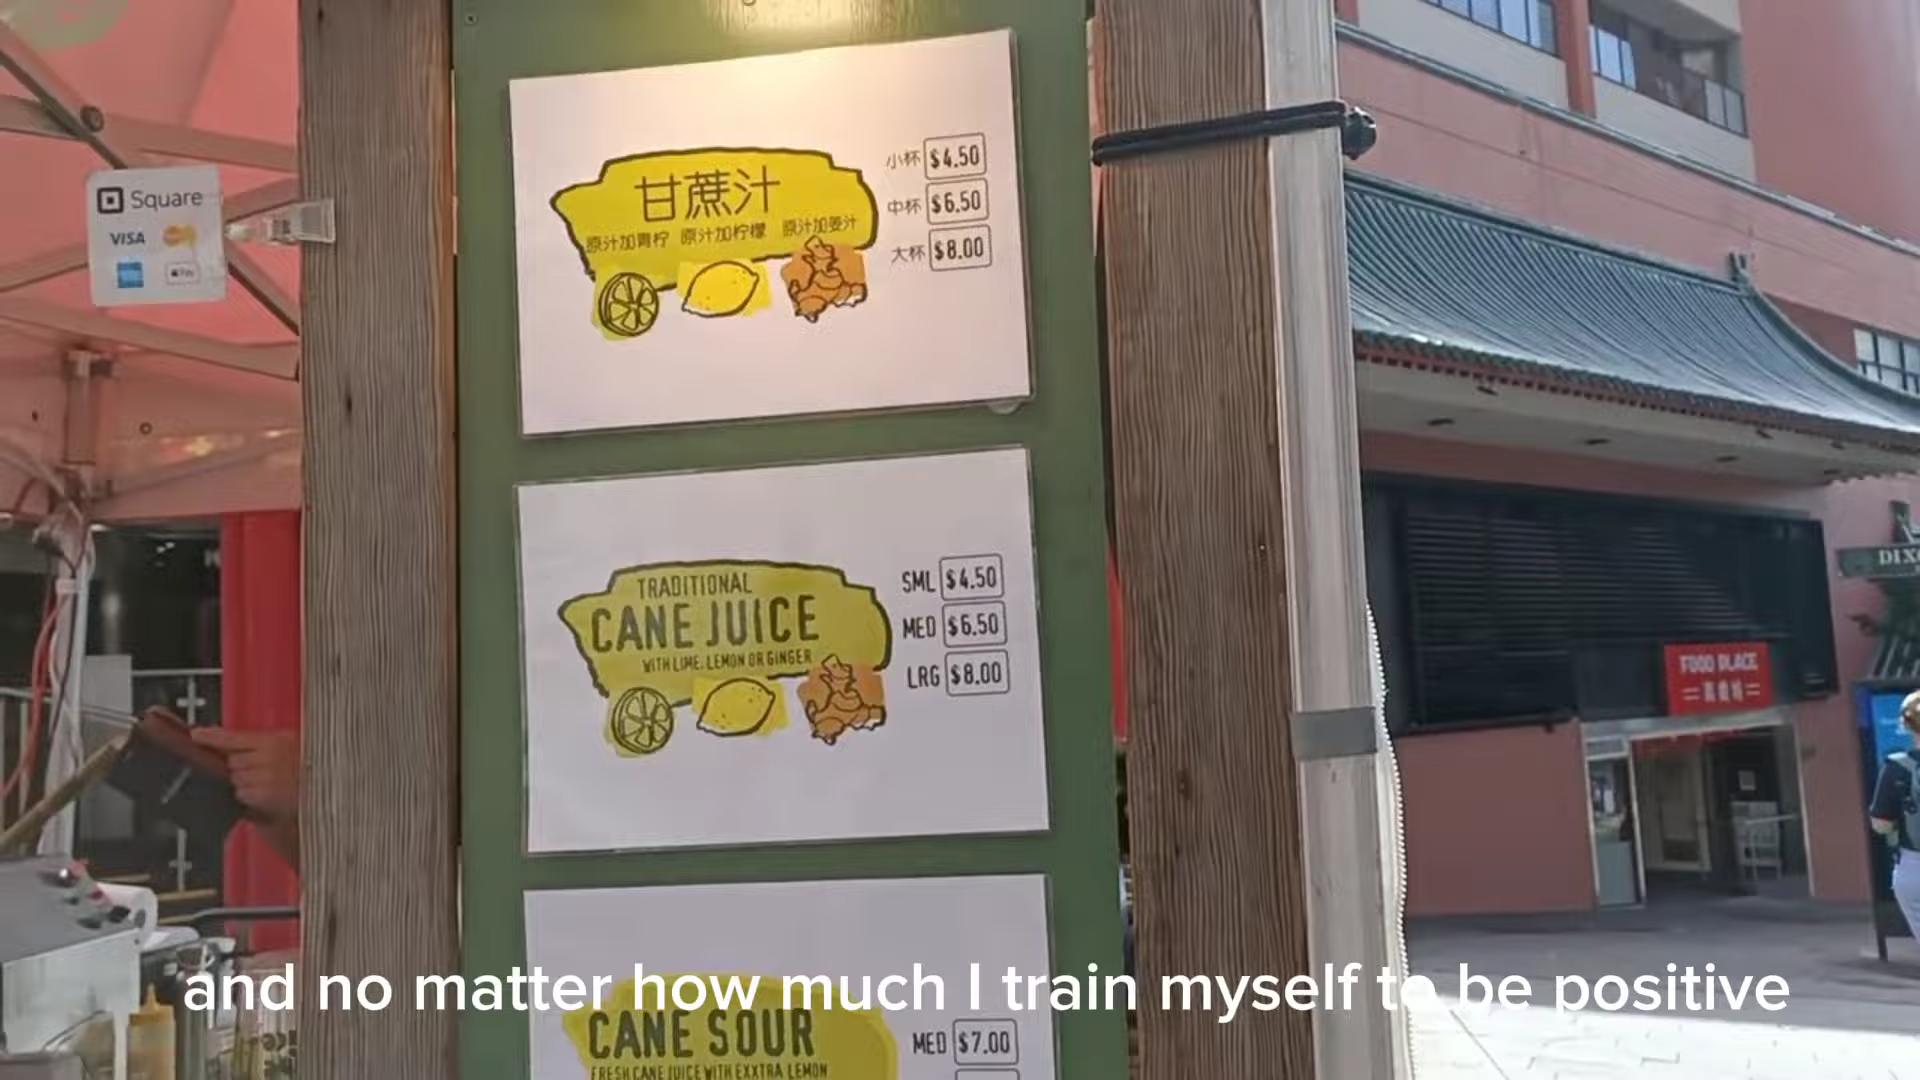 Square
VISA
Pay
甘蔗汁
原汁加青柠 原汁加柠檬 原汁加姜汁
小杯 $4.50
中杯 $6.50
大杯 $8.00
TRADITIONAL
CANE JUICE
WITH LIME, LEMON OR GINGER
SML $4.50
MED $6.50
LRG $8.00
CANE SOUR
FRESH CANE JUICE WITH EXXTRA LEMON
MED $7.00
FOOD PLACE
DIX
and no matter how much I train myself to be positive